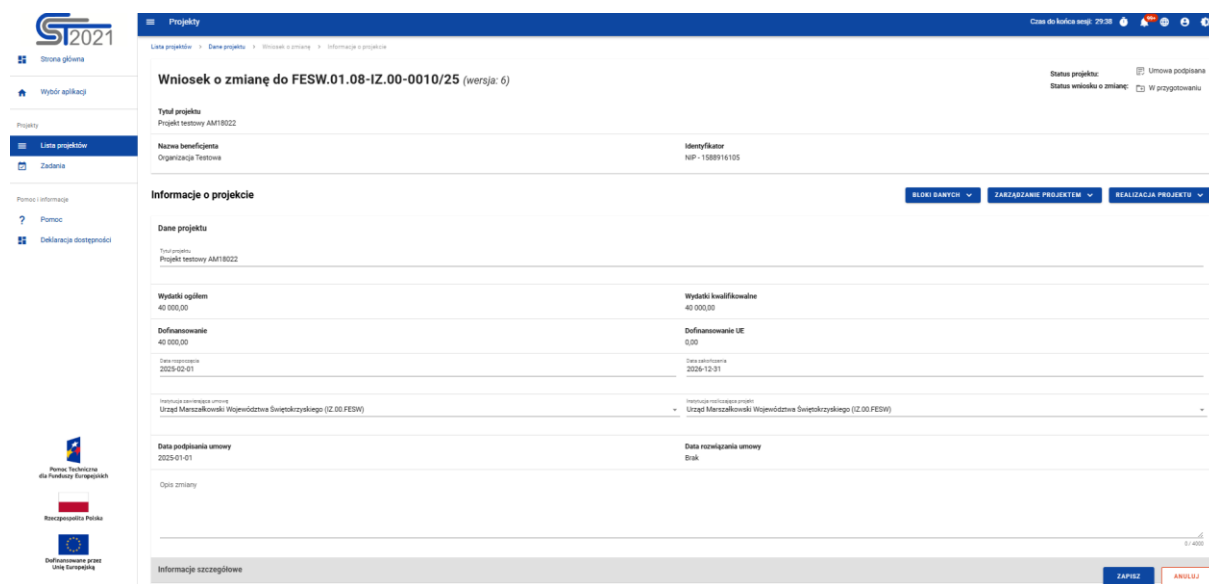 ST2021
Projekty
Czas do końca sesji: 29:38
99+
Lista projektów > Dane projektu > Wniosek o zmianę > Informacje o projekcie
Strona główna
Wybór aplikacji
Projekty
Lista projektów
Zadania
Pomoc i informacje
? Pomoc
Deklaracja dostępności
Wniosek o zmianę do FESW.01.08-IZ.00-0010/25 (wersja: 6)
Status projektu: Umowa podpisana
Status wniosku o zmianę: W przygotowaniu
Tytuł projektu
Projekt testowy AM18022
Nazwa beneficjenta
Organizacja Testowa
Identyfikator
NIP - 1588916105
Informacje o projekcie
BLOKI DANYCH
ZARZĄDZANIE PROJEKTEM
REALIZACJA PROJEKTU
Dane projektu
Tytuł projektu
Projekt testowy AM18022
Wydatki ogółem
40 000,00
Wydatki kwalifikowalne
40 000,00
Dofinansowanie
40 000,00
Dofinansowanie UE
0,00
Data rozpoczęcia
2025-02-01
Data zakończenia
2026-12-31
Instytucja zawierająca umowę
Urząd Marszałkowski Województwa Świętokrzyskiego (IZ.00.FESW)
Instytucja rozliczająca projekt
Urząd Marszałkowski Województwa Świętokrzyskiego (IZ.00.FESW)
Data podpisania umowy
2025-01-01
Data rozwiązania umowy
Brak
Opis zmiany
0 / 4000
Informacje szczegółowe
ZAPISZ
ANULUJ
Pomoc Techniczna
dla Funduszy Europejskich
Rzeczpospolita Polska
Dofinansowane przez
Unię Europejską